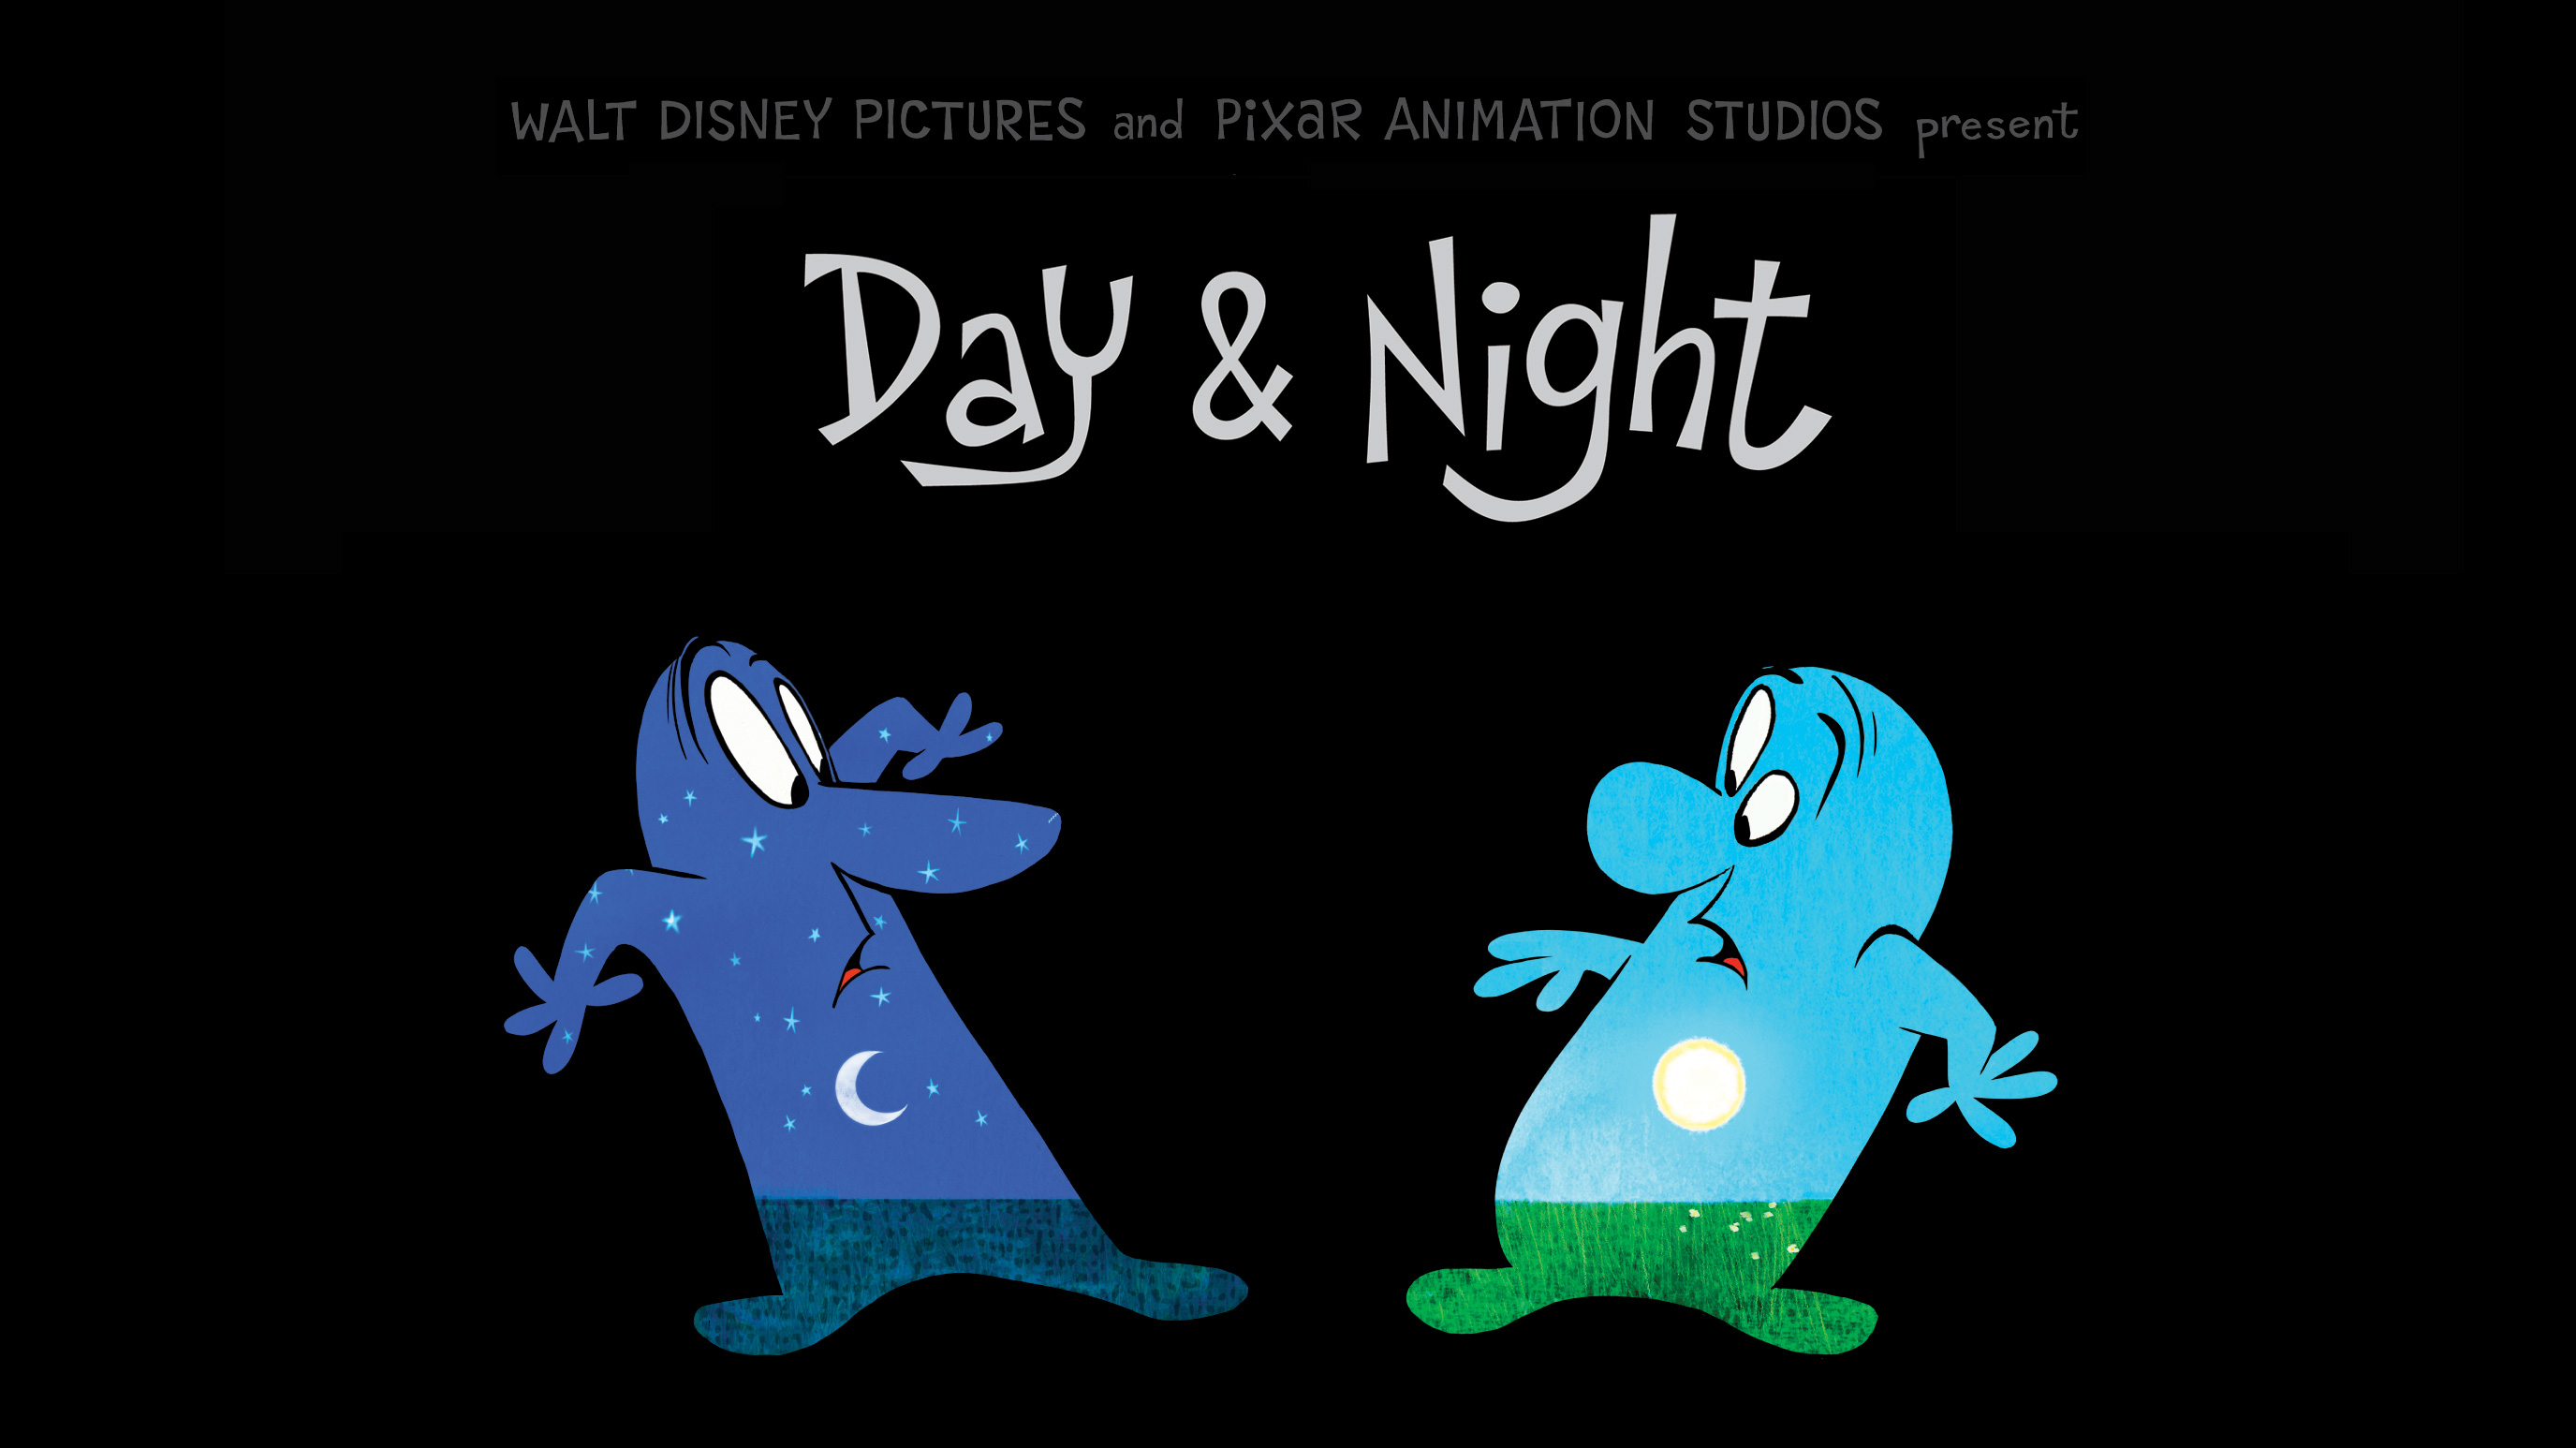 WALT DISNEY PICTURES and PiXaR ANIMATION STUDIOS present
Day & Night